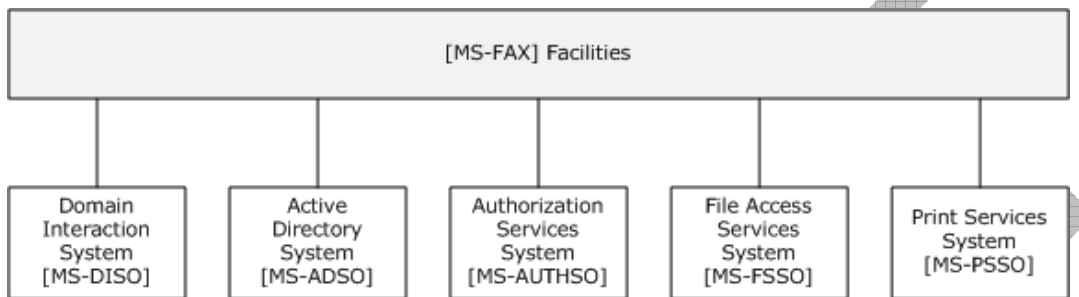 [MS-FAX] Facilities
Domain
Interaction
System
[MS-DISO]
Active
Directory
System
[MS-ADSO]
Authorization
Services
System
[MS-AUTHSO]
File Access
Services
System
[MS-FSSO]
Print Services
System
[MS-PSSO]